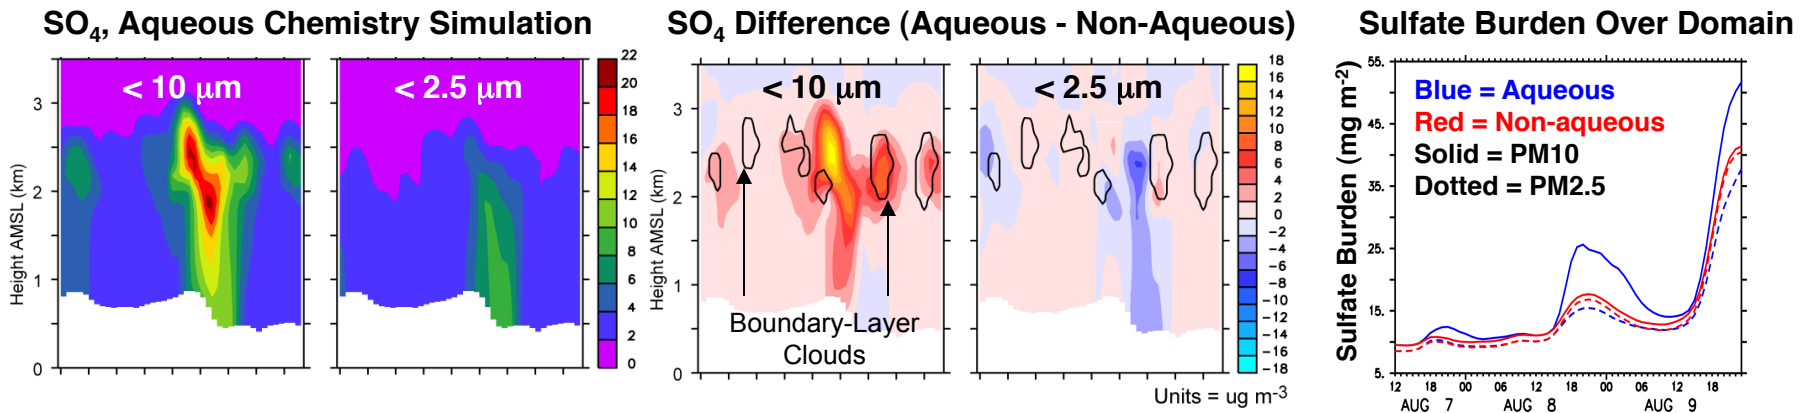 SO4, Aqueous Chemistry Simulation
< 10 μm
< 2.5 μm
Height AMSL (km)
3
2
1
0
22
20
18
16
14
12
10
8
6
4
2
0
SO4 Difference (Aqueous - Non-Aqueous)
< 10 μm
< 2.5 μm
Height AMSL (km)
3
2
1
0
Boundary-Layer
Clouds
18
16
14
12
10
8
6
4
2
0
−2
−4
−6
−8
−10
−12
−14
−16
−18
Units = ug m-3
Sulfate Burden Over Domain
Sulfate Burden (mg m-2)
55.
45.
35.
25.
15.
5.
Blue = Aqueous
Red = Non-aqueous
Solid = PM10
Dotted = PM2.5
12 18 00 06 12 18 00 06 12 18
AUG 7 AUG 8 AUG 9